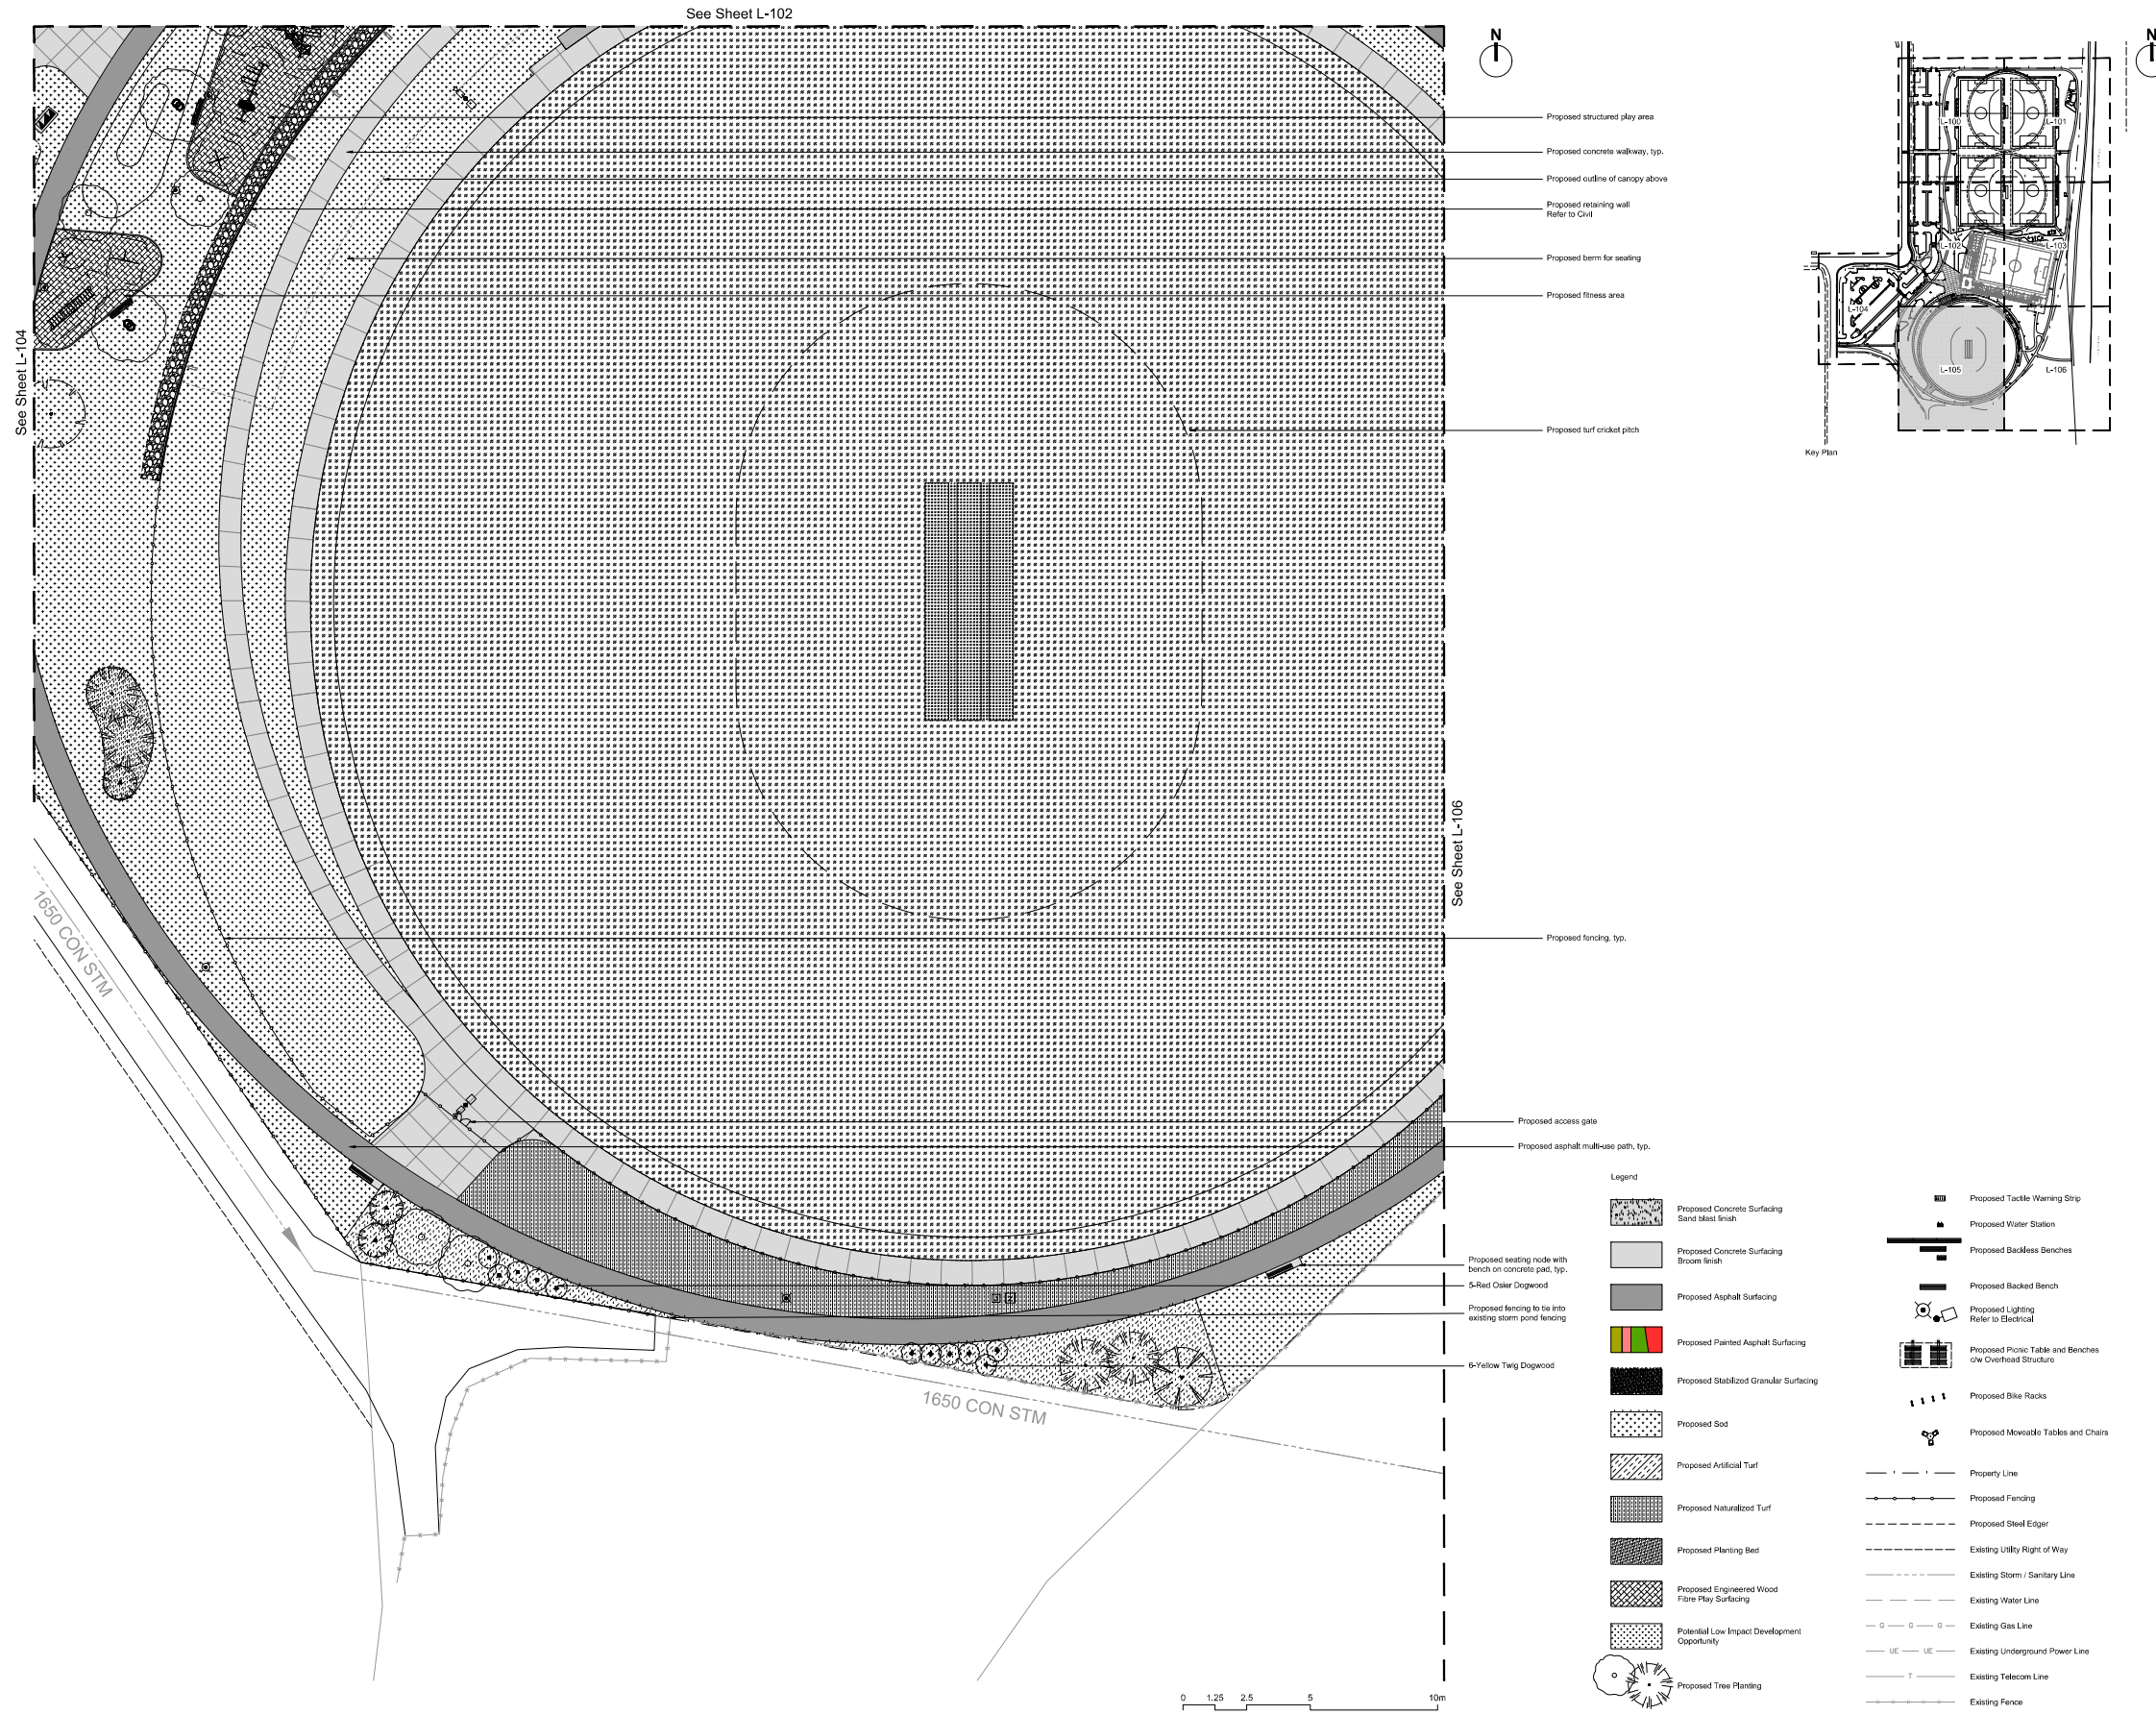 See Sheet L-102
N
N
Proposed structured play area
Proposed concrete walkway, typ.
Proposed outline of canopy above
Proposed retaining wall
Refer to Civil
Proposed berm for seating
Proposed fitness area
See Sheet L-104
Proposed turf cricket pitch
L-100
L-101
L-102
L-103
L-104
L-105
L-106
Key Plan
See Sheet L-106
Proposed fencing, typ.
1650 CON STM
Proposed access gate
Proposed asphalt multi-use path, typ.
Proposed seating node with
bench on concrete pad, typ.
5-Red Osier Dogwood
Proposed fencing to tie into
existing storm pond fencing
6-Yellow Twig Dogwood
1650 CON STM
Legend
Proposed Concrete Surfacing
Sand blast finish
Proposed Concrete Surfacing
Broom finish
Proposed Asphalt Surfacing
Proposed Painted Asphalt Surfacing
Proposed Stabilized Granular Surfacing
Proposed Sod
Proposed Artificial Turf
Proposed Naturalized Turf
Proposed Planting Bed
Proposed Engineered Wood
Fibre Play Surfacing
Potential Low Impact Development
Opportunity
Proposed Tree Planting
Proposed Tactile Warning Strip
Proposed Water Station
Proposed Backless Benches
Proposed Backed Bench
Proposed Lighting
Refer to Electrical
Proposed Picnic Table and Benches
c/w Overhead Structure
Proposed Bike Racks
Proposed Moveable Tables and Chairs
Property Line
Proposed Fencing
Proposed Steel Edger
Existing Utility Right of Way
Existing Storm / Sanitary Line
Existing Water Line
G G G Existing Gas Line
UE UE Existing Underground Power Line
T Existing Telecom Line
Existing Fence
0 1.25 2.5 5 10m